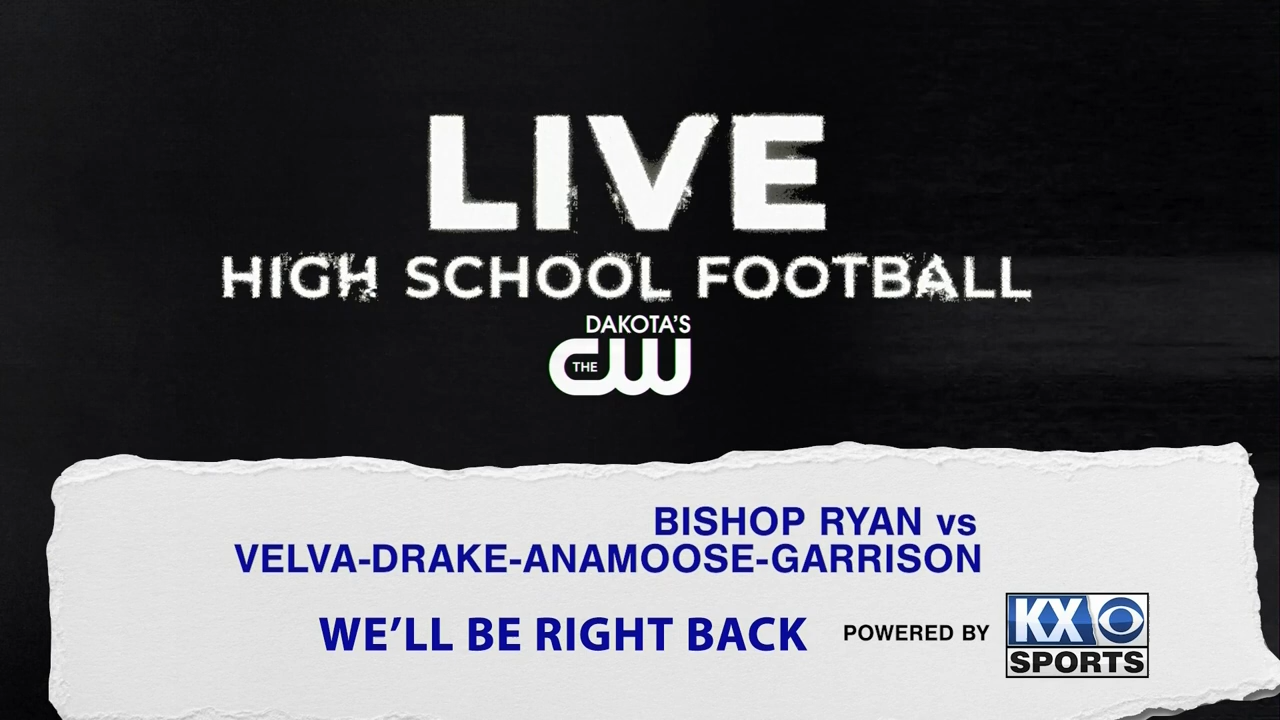 LIVE
HIGH SCHOOL FOOTBALL
DAKOTA'S
THE CW
BISHOP RYAN vs
VELVA-DRAKE-ANAMOOSE-GARRISON
WE'LL BE RIGHT BACK
POWERED BY
KX
SPORTS